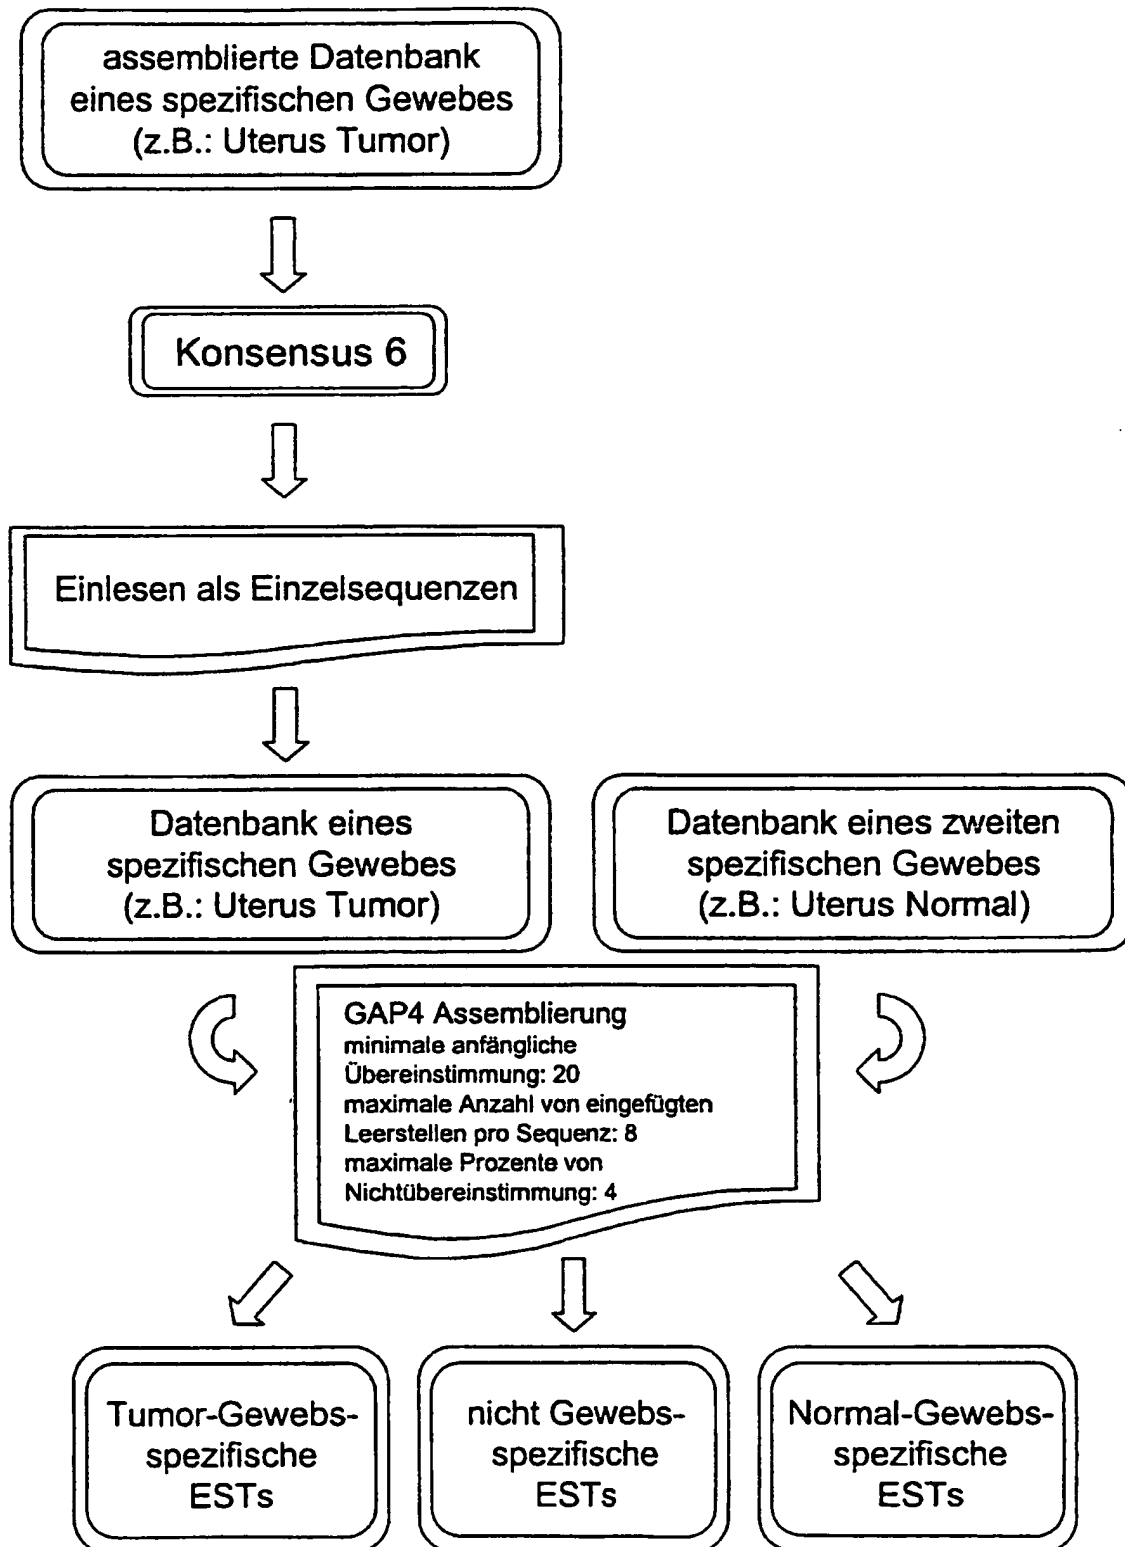 assemblierte Datenbank
eines spezifischen Gewebes
(z.B.: Uterus Tumor)
Konsensus 6
Einlesen als Einzelsequenzen
Datenbank eines
spezifischen Gewebes
(z.B.: Uterus Tumor)
Datenbank eines zweiten
spezifischen Gewebes
(z.B.: Uterus Normal)
GAP4 Assemblierung
minimale anfängliche
Übereinstimmung: 20
maximale Anzahl von eingefügten
Leerstellen pro Sequenz: 8
maximale Prozente von
Nichtübereinstimmung: 4
Tumor-Gewebs-
spezifische
ESTs
nicht Gewebs-
spezifische
ESTs
Normal-Gewebs-
spezifische
ESTs